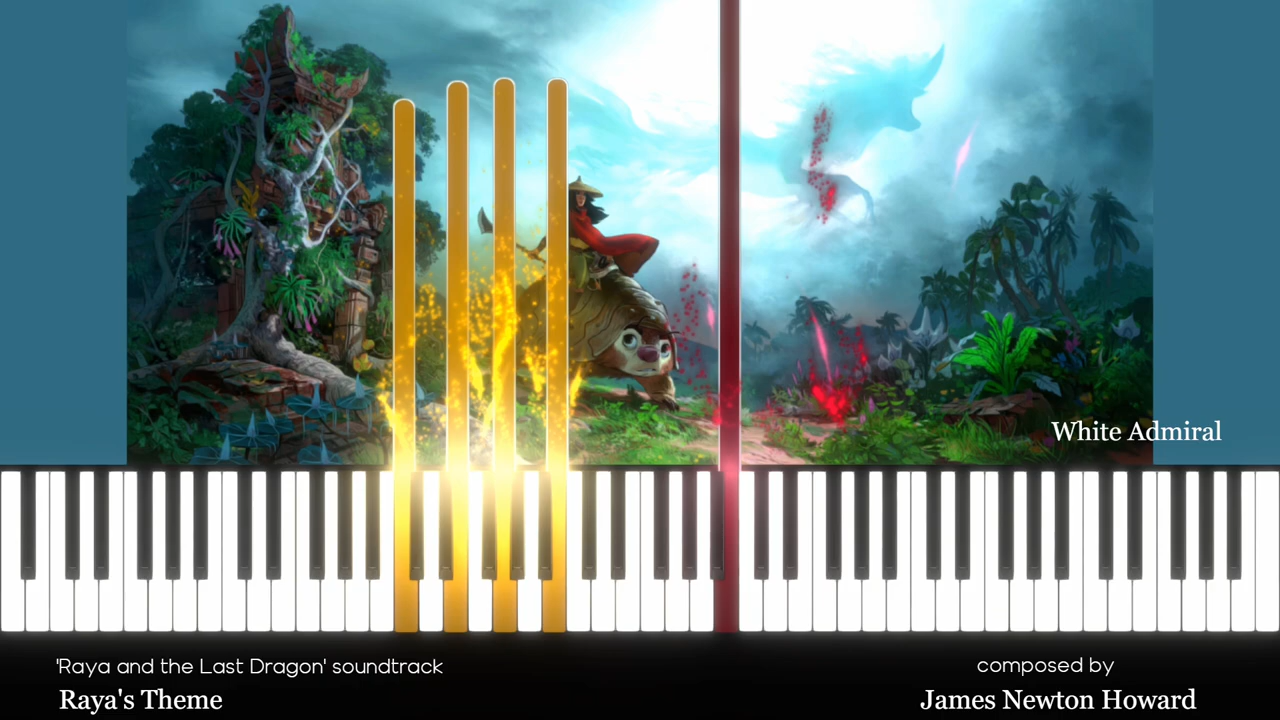 White Admiral
'Raya and the Last Dragon' soundtrack
Raya's Theme
composed by
James Newton Howard